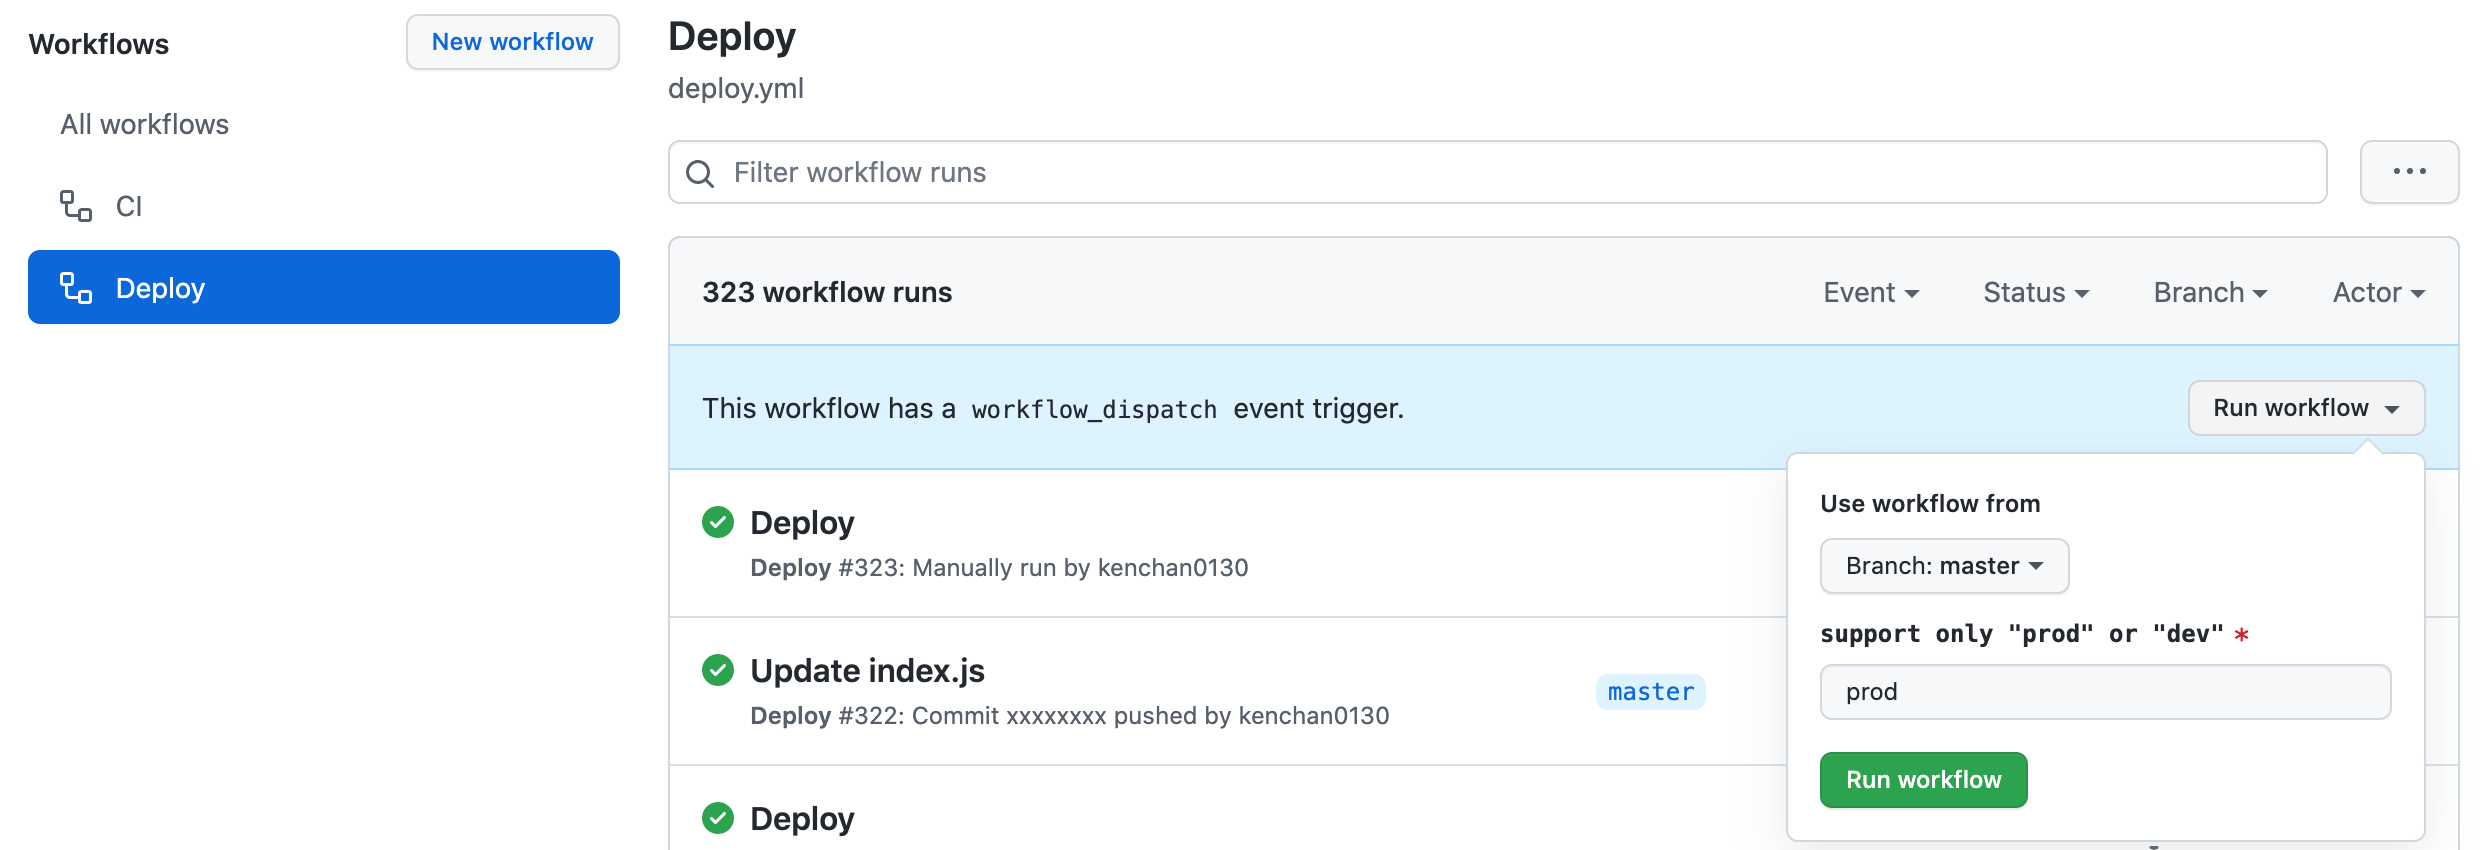 Workflows
New workflow
All workflows
CI
Deploy
Deploy
deploy.yml
Filter workflow runs
323 workflow runs
Event
Status
Branch
Actor
This workflow has a workflow_dispatch event trigger.
Run workflow
Use workflow from
Branch: master
support only "prod" or "dev" *
prod
Run workflow
Deploy
Deploy #323: Manually run by kenchan0130
Update index.js
Deploy #322: Commit xxxxxxxx pushed by kenchan0130
master
Deploy